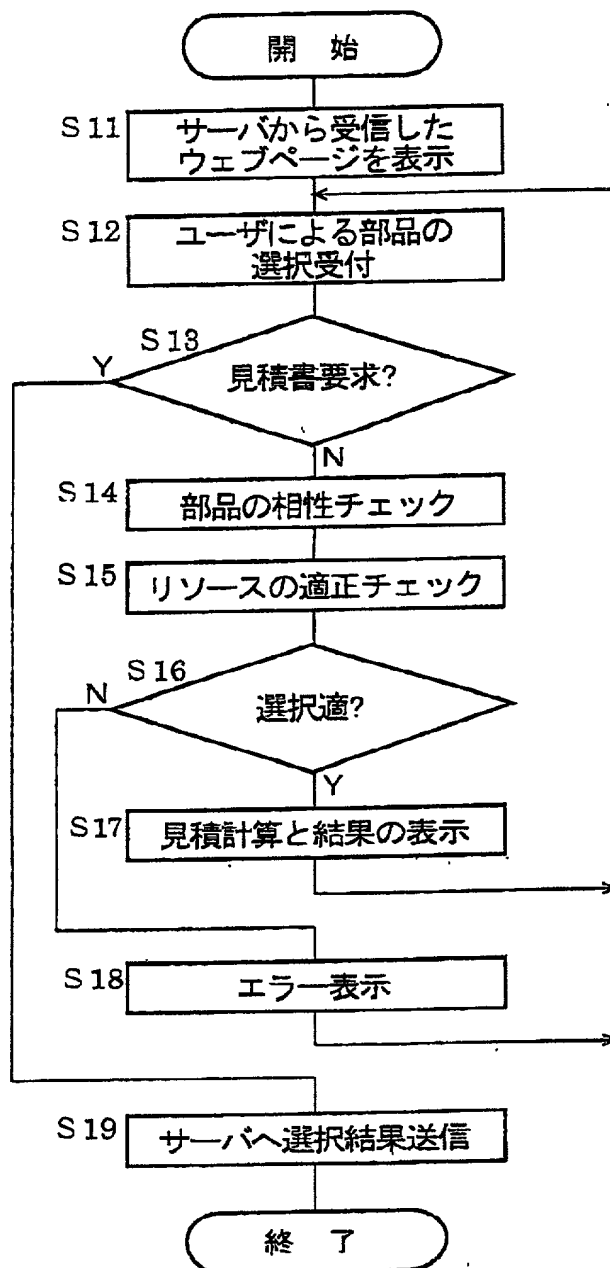 開 始
S11
サーバから受信した
ウェブページを表示
S12
ユーザによる部品の
選択受付
S13
Y
見積書要求?
N
S14
部品の相性チェック
S15
リソースの適正チェック
S16
N
選択適?
Y
S17
見積計算と結果の表示
S18
エラー表示
S19
サーバへ選択結果送信
終 了